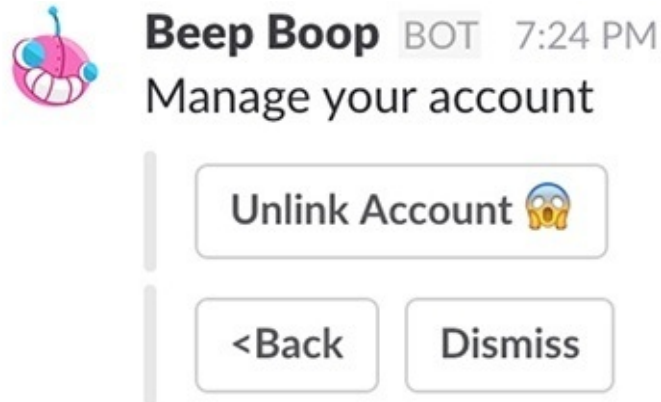 Beep Boop BOT 7:24 PM
Manage your account
Unlink Account 😱
<Back Dismiss